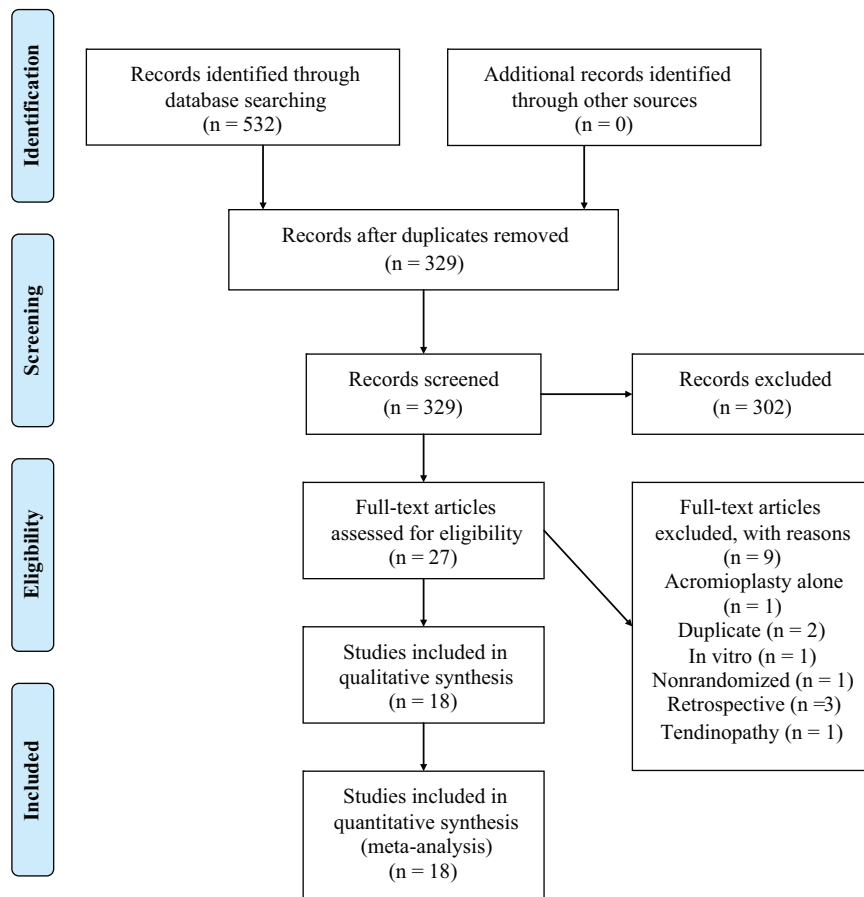 Identification
Records identified through
database searching
(n = 532)
Additional records identified
through other sources
(n = 0)
Records after duplicates removed
(n = 329)
Screening
Records screened
(n = 329)
Records excluded
(n = 302)
Eligibility
Full-text articles
assessed for eligibility
(n = 27)
Full-text articles
excluded, with reasons
(n = 9)
Acromioplasty alone
(n = 1)
Duplicate (n = 2)
In vitro (n = 1)
Nonrandomized (n = 1)
Retrospective (n =3)
Tendinopathy (n = 1)
Studies included in
qualitative synthesis
(n = 18)
Included
Studies included in
quantitative synthesis
(meta-analysis)
(n = 18)